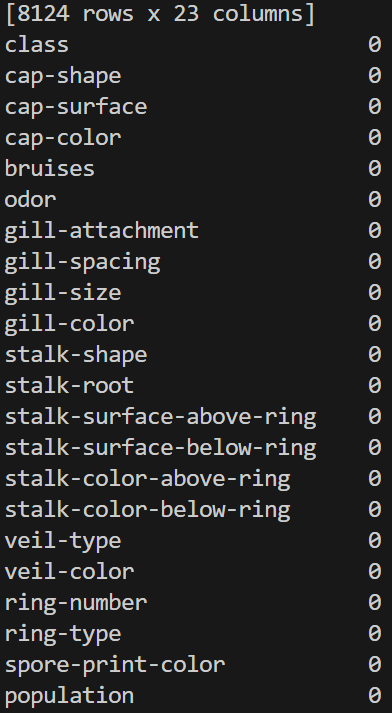 [8124 rows x 23 columns]
class 0
cap-shape 0
cap-surface 0
cap-color 0
bruises 0
odor 0
gill-attachment 0
gill-spacing 0
gill-size 0
gill-color 0
stalk-shape 0
stalk-root 0
stalk-surface-above-ring 0
stalk-surface-below-ring 0
stalk-color-above-ring 0
stalk-color-below-ring 0
veil-type 0
veil-color 0
ring-number 0
ring-type 0
spore-print-color 0
population 0